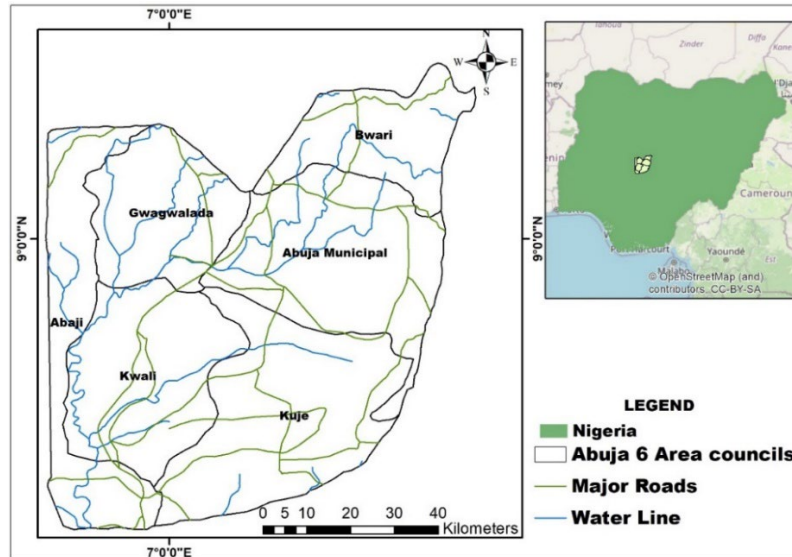 7°0'0"E
N
W E
S
Bwari
Gwagwalada
9°0'0"N
Abuja Municipal
Abaji
Kwali
Kuje
0 5 10 20 30 40
Kilometers
7°0'0"E
9°0'0"N
Zinder
Diffa
Cameroun
Malabo
Yaoundé
© OpenStreetMap (and)
contributors, CC-BY-SA
LEGEND
Nigeria
Abuja 6 Area councils
Major Roads
Water Line